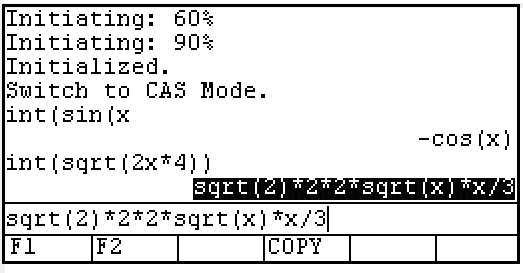 Initiating: 60%
Initiating: 90%
Initialized.
Switch to CAS Mode.
int(sin(x
-cos(x)
int(sqrt(2x*4))
sqrt(2)*2*2*sqrt(x)*x/3
sqrt(2)*2*2*sqrt(x)*x/3
F1 F2 COPY